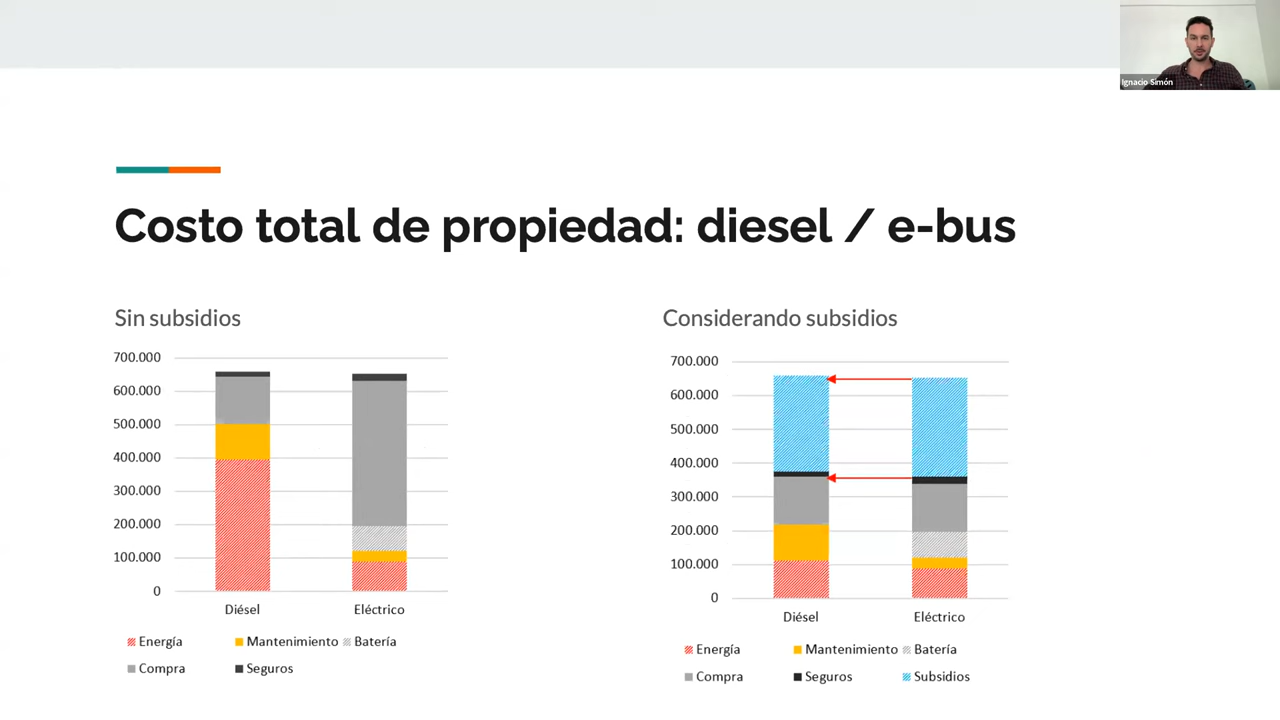 Ignacio Simón
Costo total de propiedad: diesel / e-bus
Sin subsidios
700.000
600.000
500.000
400.000
300.000
200.000
100.000
0
Diésel Eléctrico
Energía Mantenimiento Batería
Compra Seguros
Considerando subsidios
700.000
600.000
500.000
400.000
300.000
200.000
100.000
0
Diésel Eléctrico
Energía Mantenimiento Batería
Compra Seguros Subsidios